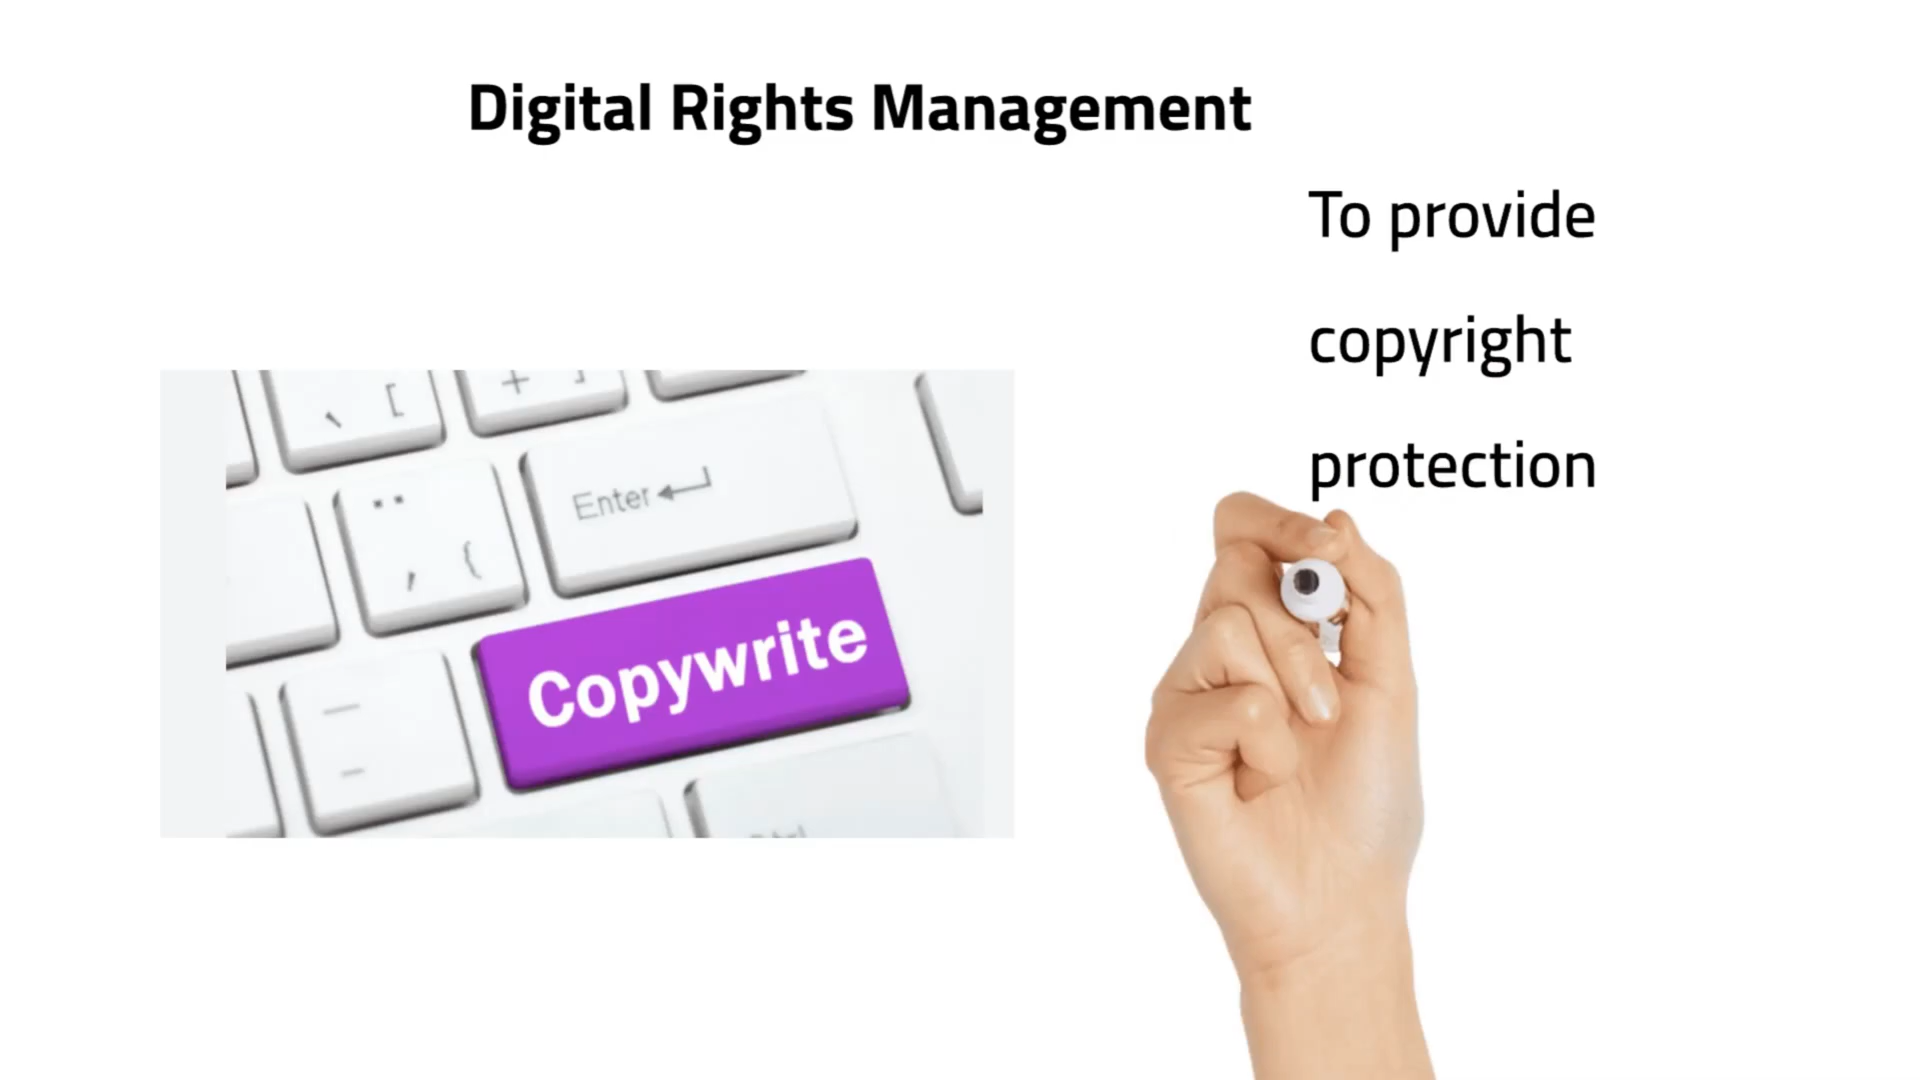 Digital Rights Management
To provide
copyright
protection
[
+
Enter
{
Copywrite